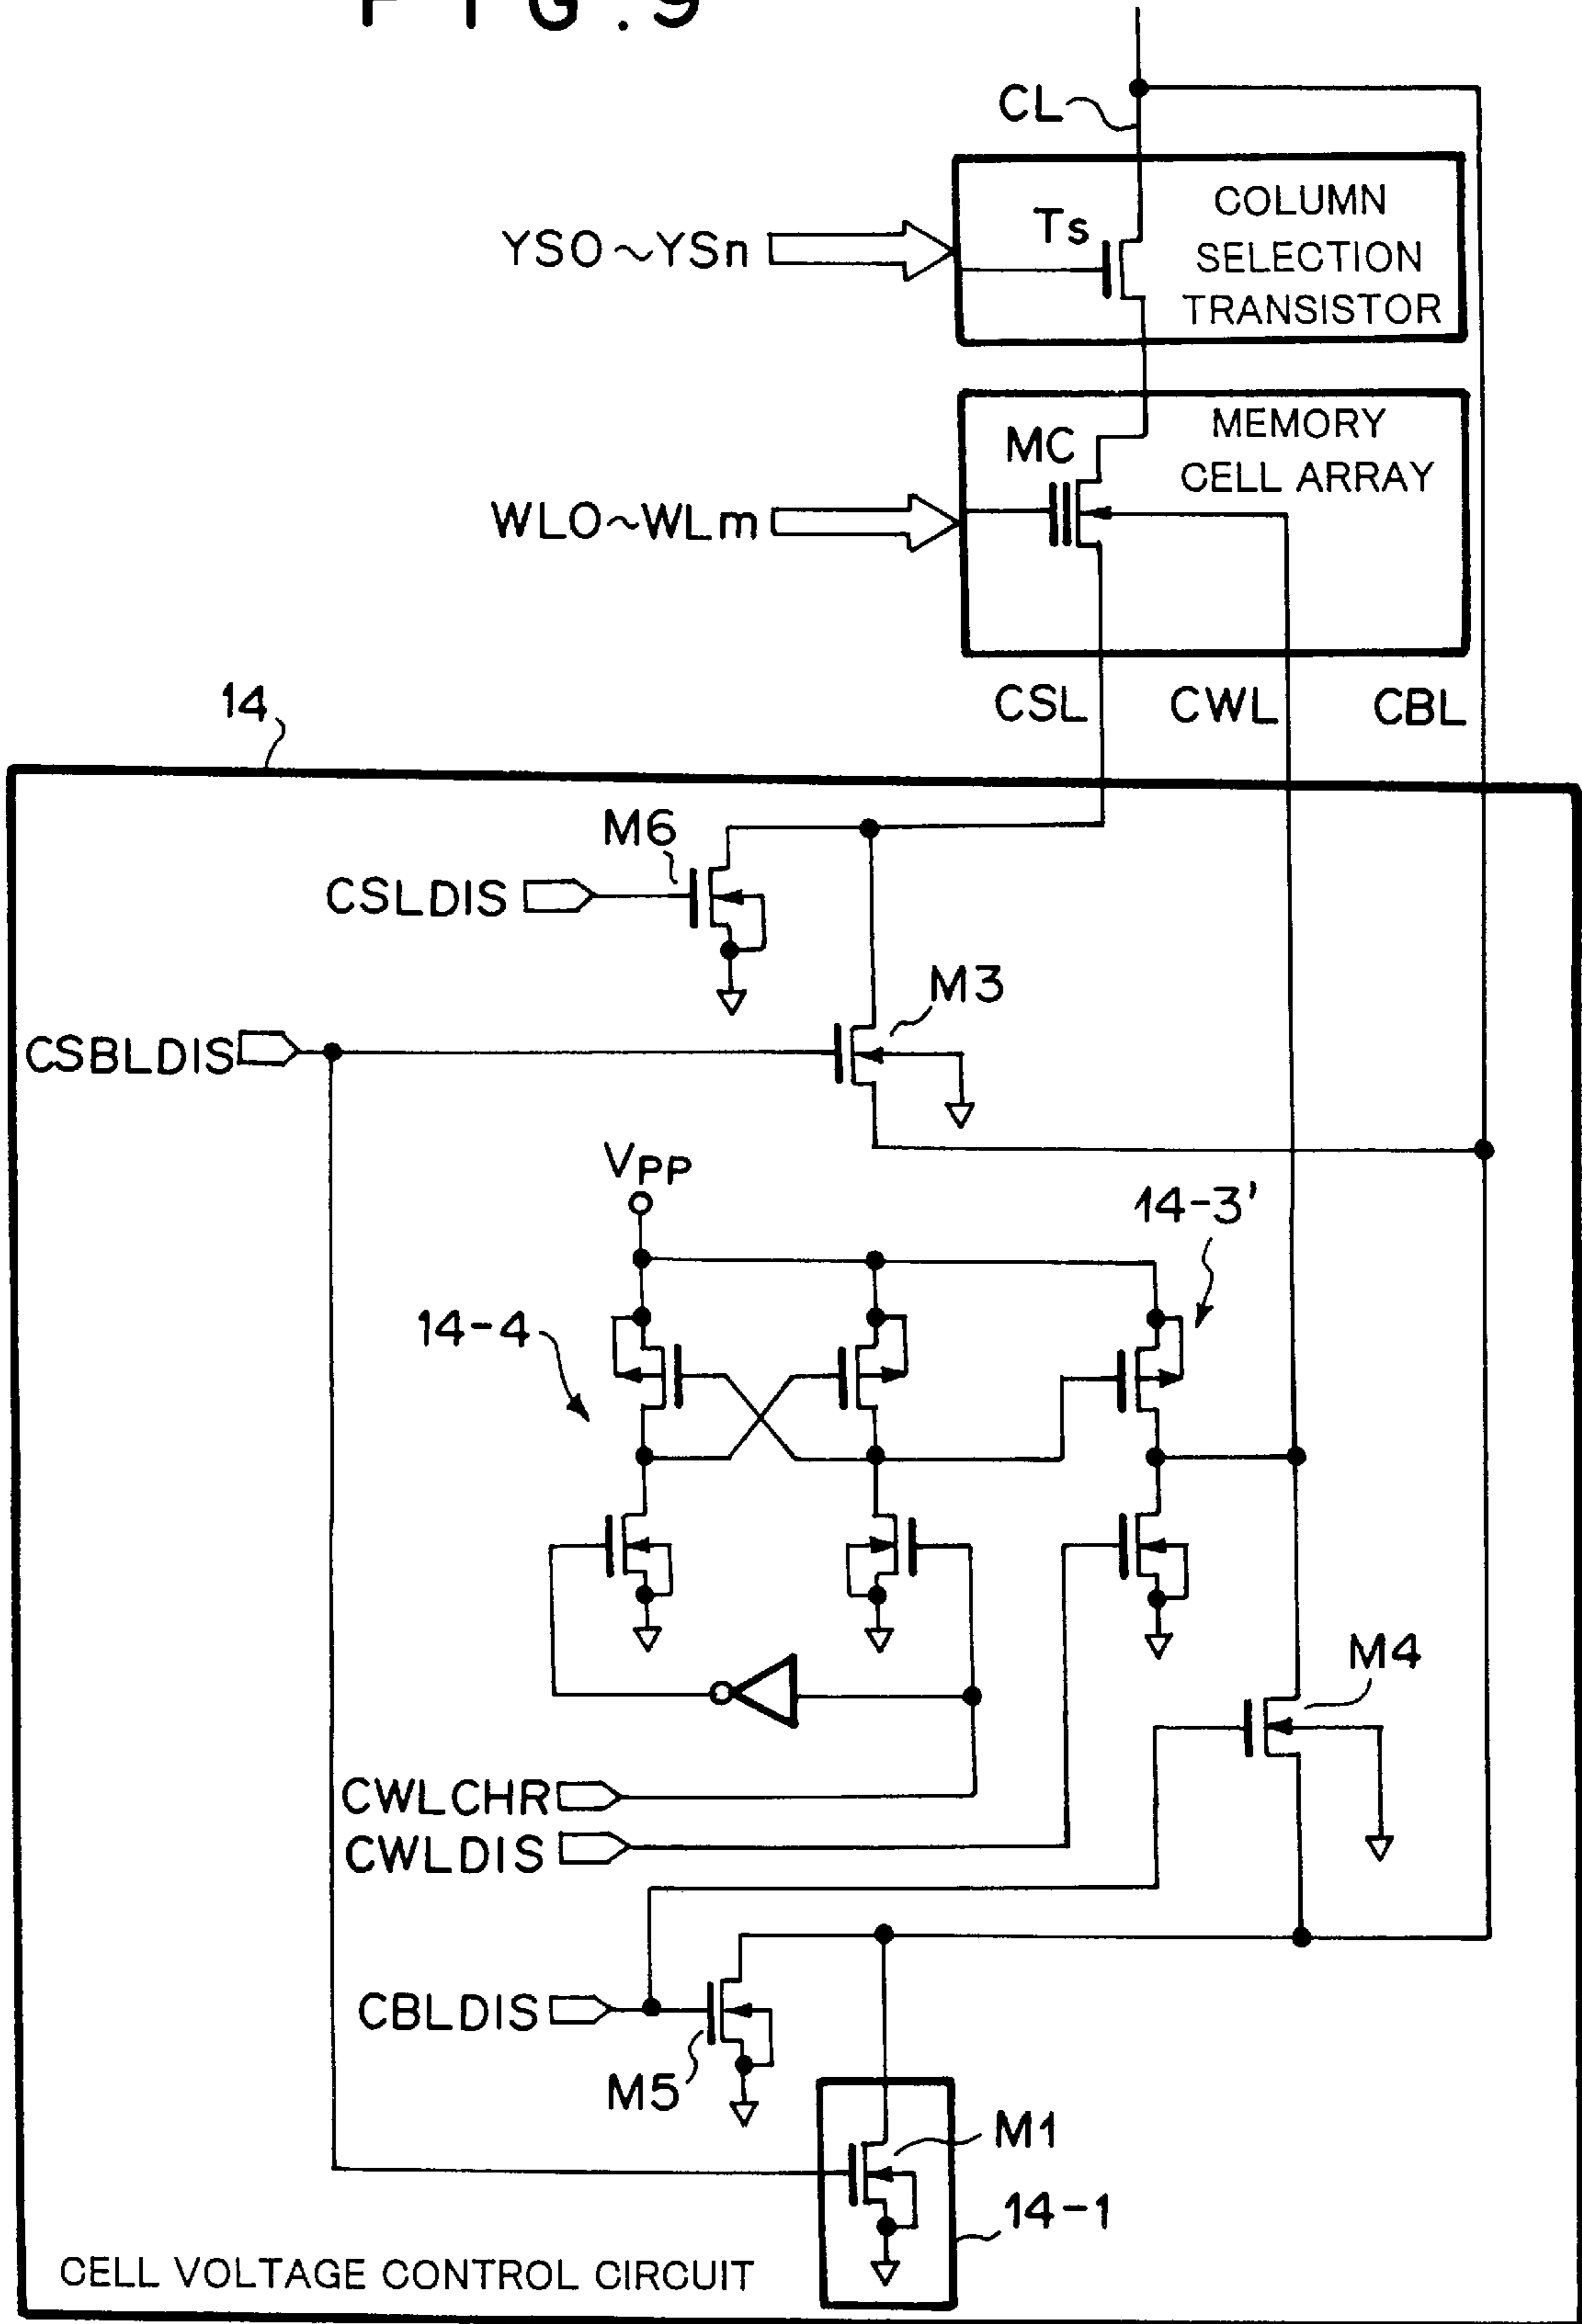 FIG.9
CL
YS0~YSn
Ts
COLUMN
SELECTION
TRANSISTOR
MC
MEMORY
CELL ARRAY
WL0~WLm
CSL
CWL
CBL
14
M6
CSLDIS
M3
CSBLDIS
VPP
14-3'
14-4
M4
CWLCHR
CWLDIS
CBLDIS
M5
M1
14-1
CELL VOLTAGE CONTROL CIRCUIT